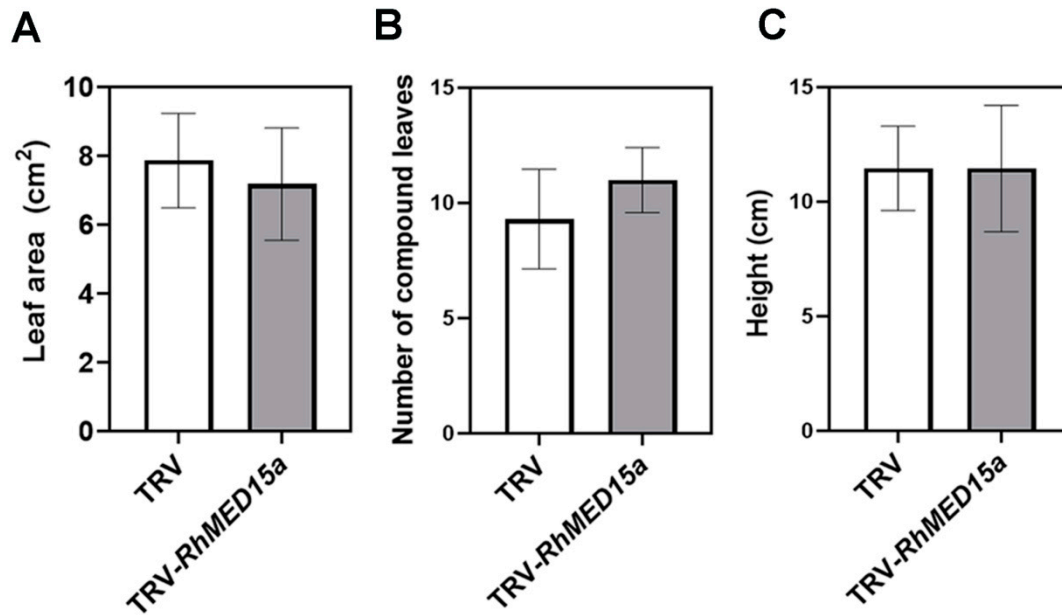 A
Leaf area (cm²)
10
8
6
4
2
0
TRV
TRV-RhMED15a
B
Number of compound leaves
15
10
5
0
TRV
TRV-RhMED15a
C
Height (cm)
15
10
5
0
TRV
TRV-RhMED15a